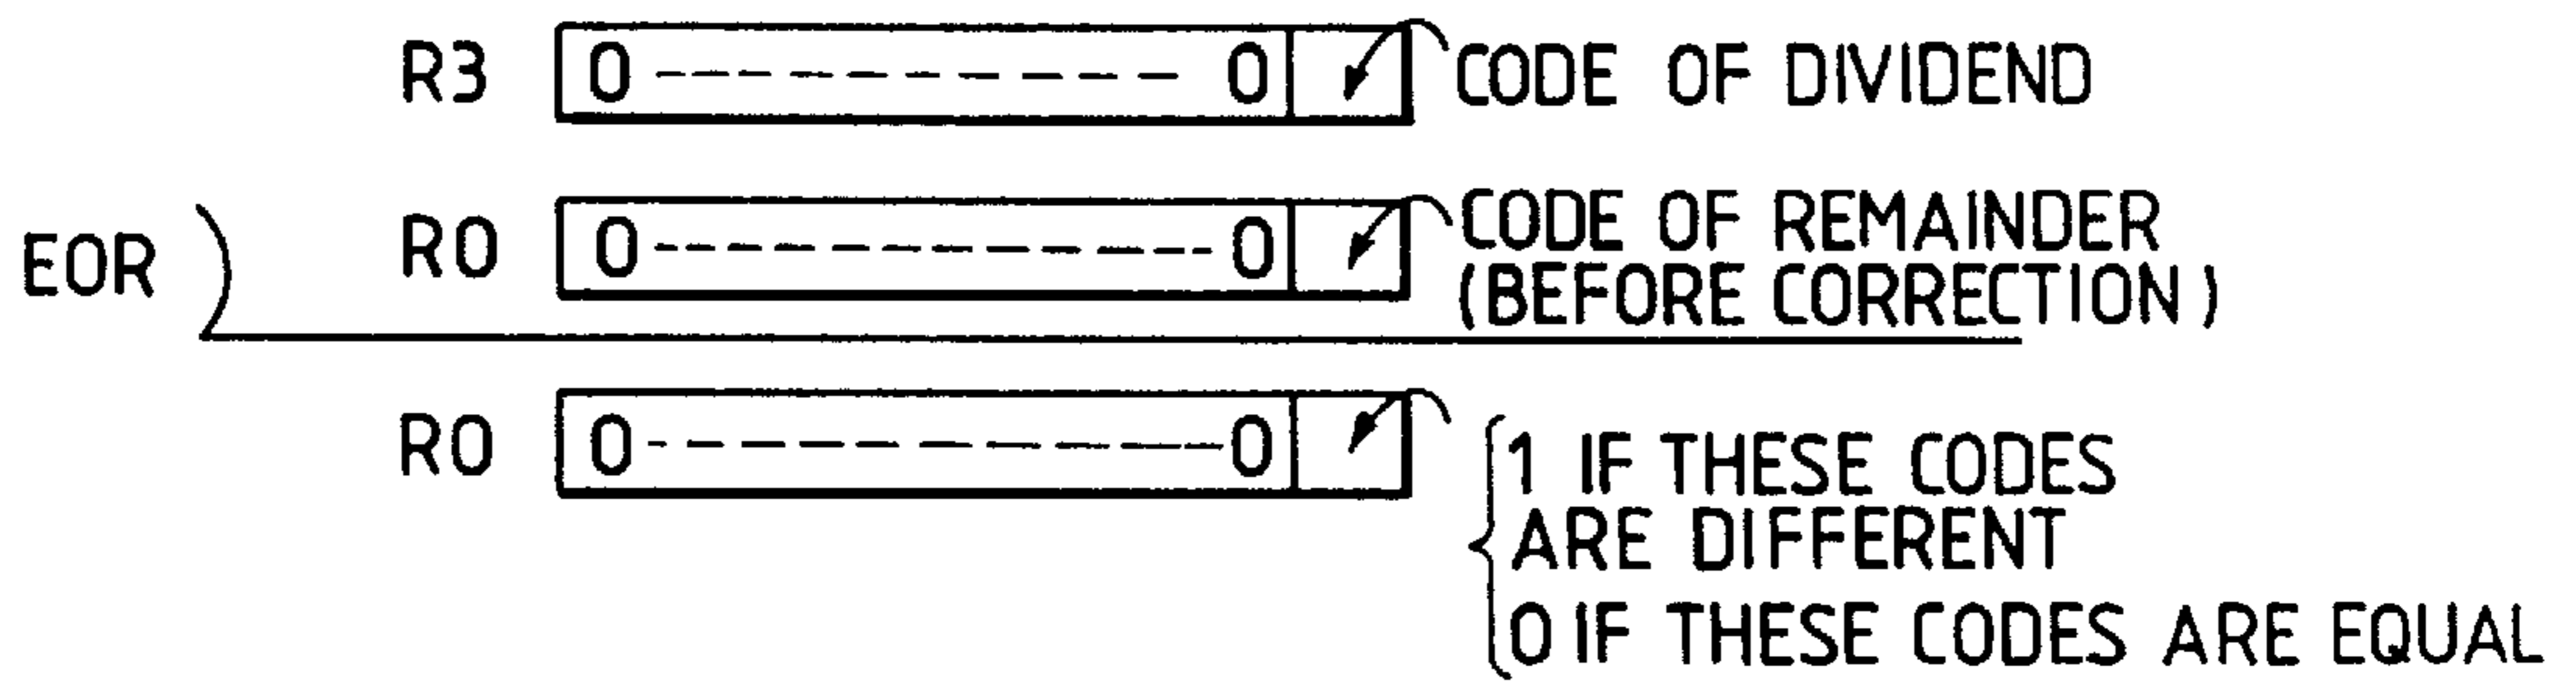 R3 0 0 CODE OF DIVIDEND
EOR R0 0 0 CODE OF REMAINDER
(BEFORE CORRECTION)
R0 0 0
1 IF THESE CODES
ARE DIFFERENT
0 IF THESE CODES ARE EQUAL